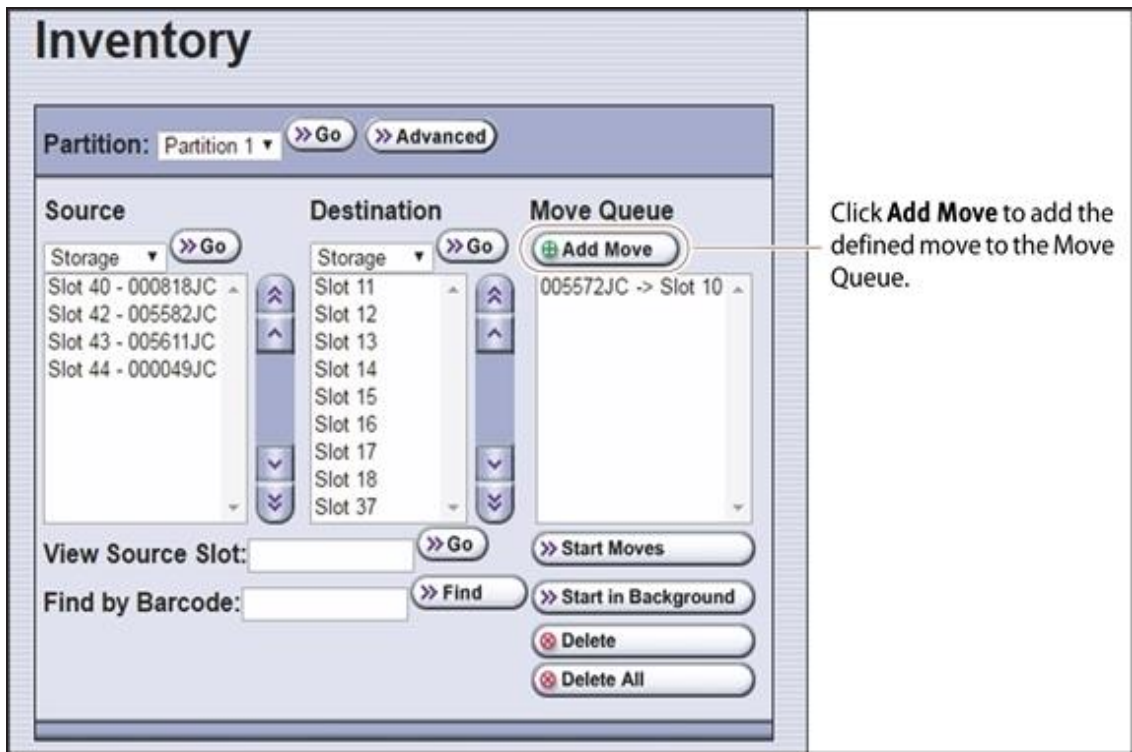 Inventory
Partition: Partition 1 Go Advanced
Source
Storage Go
Slot 40 - 000818JC
Slot 42 - 005582JC
Slot 43 - 005611JC
Slot 44 - 000049JC
Destination
Storage Go
Slot 11
Slot 12
Slot 13
Slot 14
Slot 15
Slot 16
Slot 17
Slot 18
Slot 37
Move Queue
Add Move
005572JC -> Slot 10
View Source Slot: Go
Find by Barcode: Find
Start Moves
Start in Background
Delete
Delete All
Click Add Move to add the
defined move to the Move
Queue.